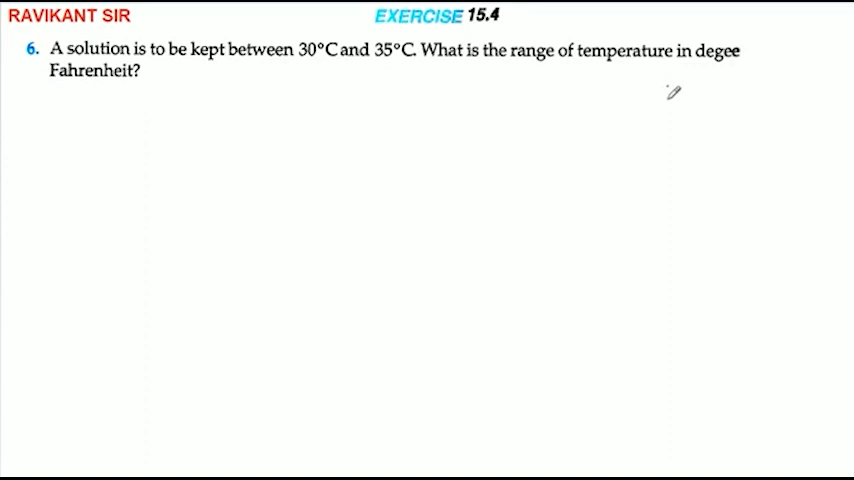 RAVIKANT SIR
EXERCISE 15.4
6. A solution is to be kept between 30°C and 35°C. What is the range of temperature in degee
Fahrenheit?